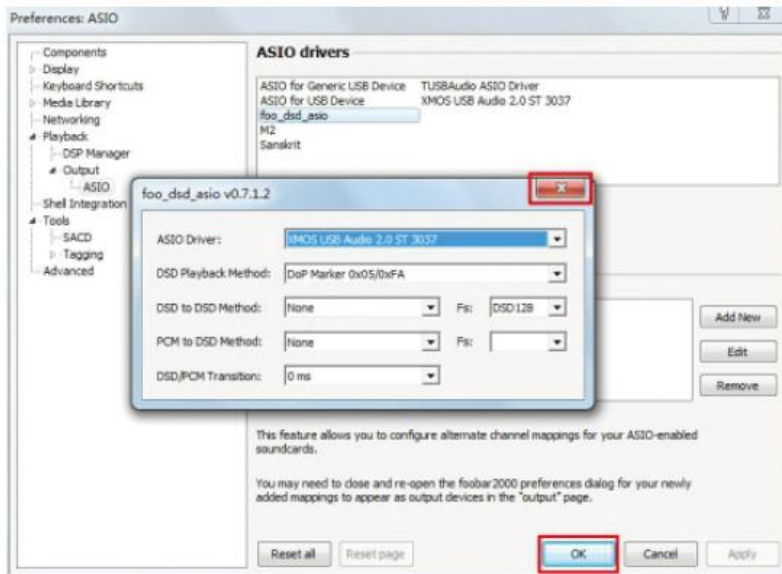 Preferences: ASIO
Components
Display
Keyboard Shortcuts
Media Library
Networking
Playback
DSP Manager
Output
ASIO
Shell Integration
Tools
SACD
Tagging
Advanced
ASIO drivers
ASIO for Generic USB Device TUSBAudio ASIO Driver
ASIO for USB Device XMOS USB Audio 2.0 ST 3037
foo_dsd_asio
M2
Sanskrit
foo_dsd_asio v0.7.1.2
ASIO Driver: XMOS USB Audio 2.0 ST 3037
DSD Playback Method: DoP Marker 0x05/0xFA
DSD to DSD Method: None Fs: DSD128
PCM to DSD Method: None Fs:
DSD/PCM Transition: 0 ms
Add New
Edit
Remove
This feature allows you to configure alternate channel mappings for your ASIO-enabled
soundcards.
You may need to close and re-open the foobar2000 preferences dialog for your newly
added mappings to appear as output devices in the "output" page.
Reset all Reset page OK Cancel Apply